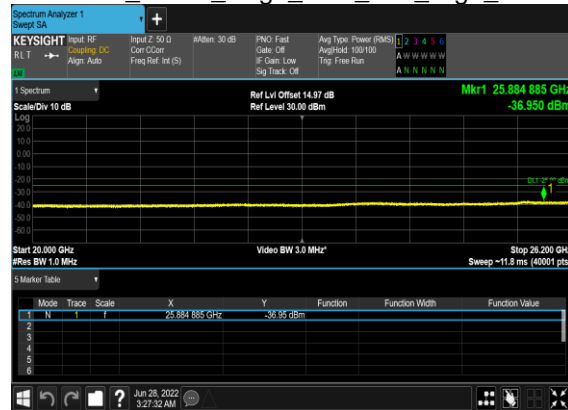 Spectrum Analyzer 1
Swept SA
+
KEYSIGHT Input: RF Input Z: 50 Ω #Atten: 30 dB PNO: Fast Avg Type: Power (RMS) 1 2 3 4 5 6
RLT Coupling: DC Corr CCorr Gate: Off Avg|Hold: 100/100 A W W W W W
Align: Auto Freq Ref: Int (S) IF Gain: Low Trig: Free Run
Sig Track: Off A N N N N N
LW
1 Spectrum Ref Lvl Offset 14.97 dB Mkr1 25.884 885 GHz
Scale/Div 10 dB Ref Level 30.00 dBm -36.950 dBm
Log
20.0
10.0
0.00
-10.0
-20.0
-30.0
-40.0
-50.0
-60.0
1
Start 20.000 GHz Video BW 3.0 MHz* Stop 26.200 GHz
#Res BW 1.0 MHz Sweep ~11.8 ms (40001 pts)
5 Marker Table
Mode Trace Scale X Y Function Function Width Function Value
1 N 1 f 25.884 885 GHz -36.95 dBm
2
3
4
5
6
? Jun 28, 2022
3:27:32 AM